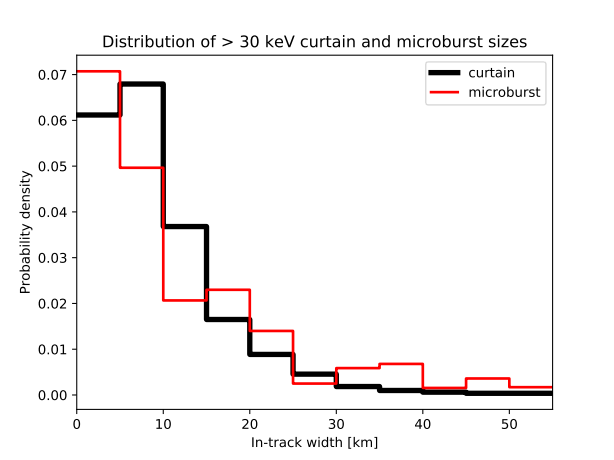 Distribution of > 30 keV curtain and microburst sizes
curtain
microburst
Probability density
0.07
0.06
0.05
0.04
0.03
0.02
0.01
0.00
0 10 20 30 40 50
In-track width [km]